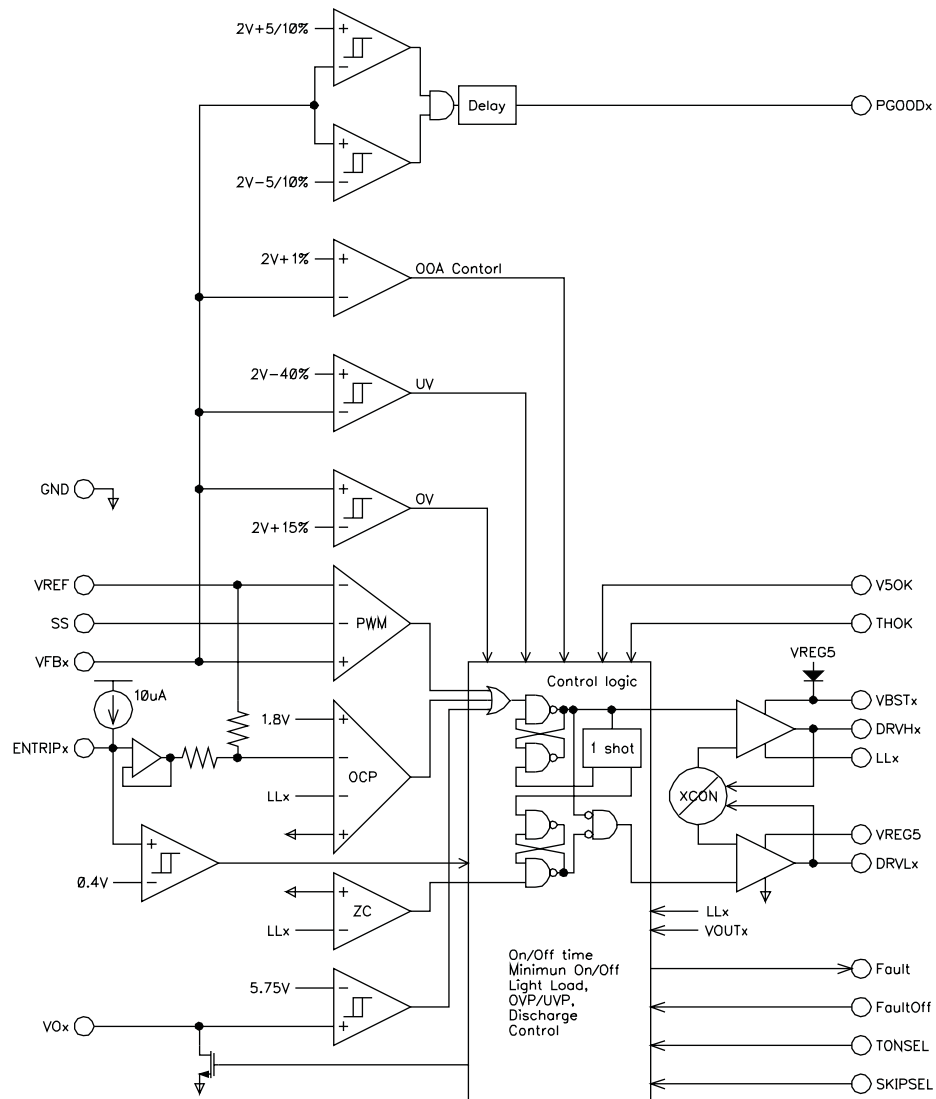 2V+5/10%
+
−
Delay
PGOODx
+
2V−5/10%
−
2V+1%
+
−
OOA Contorl
2V−40%
+
−
UV
GND
+
2V+15%
−
OV
VREF
−
SS
−
PWM
VFBx
+
V5OK
THOK
10uA
1.8V
+
ENTRIPx
−
OCP
LLx
−
+
Control logic
1 shot
VREG5
VBSTx
DRVHx
LLx
XCON
VREG5
DRVLx
+
0.4V
−
+
ZC
LLx
−
LLx
VOUTx
5.75V
−
VOx
+
On/Off time
Minimun On/Off
Light Load,
OVP/UVP,
Discharge
Control
Fault
FaultOff
TONSEL
SKIPSEL